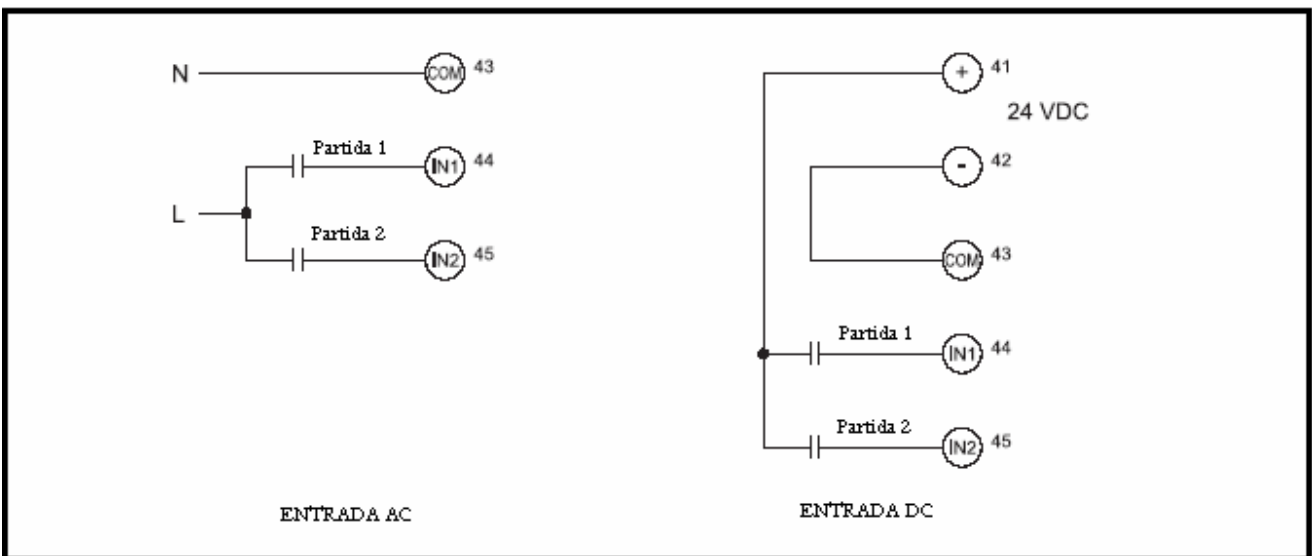 N COM 43
Partida 1
IN1 44
L
Partida 2
IN2 45
ENTRADA AC
+ 41
24 VDC
- 42
COM 43
Partida 1
IN1 44
Partida 2
IN2 45
ENTRADA DC